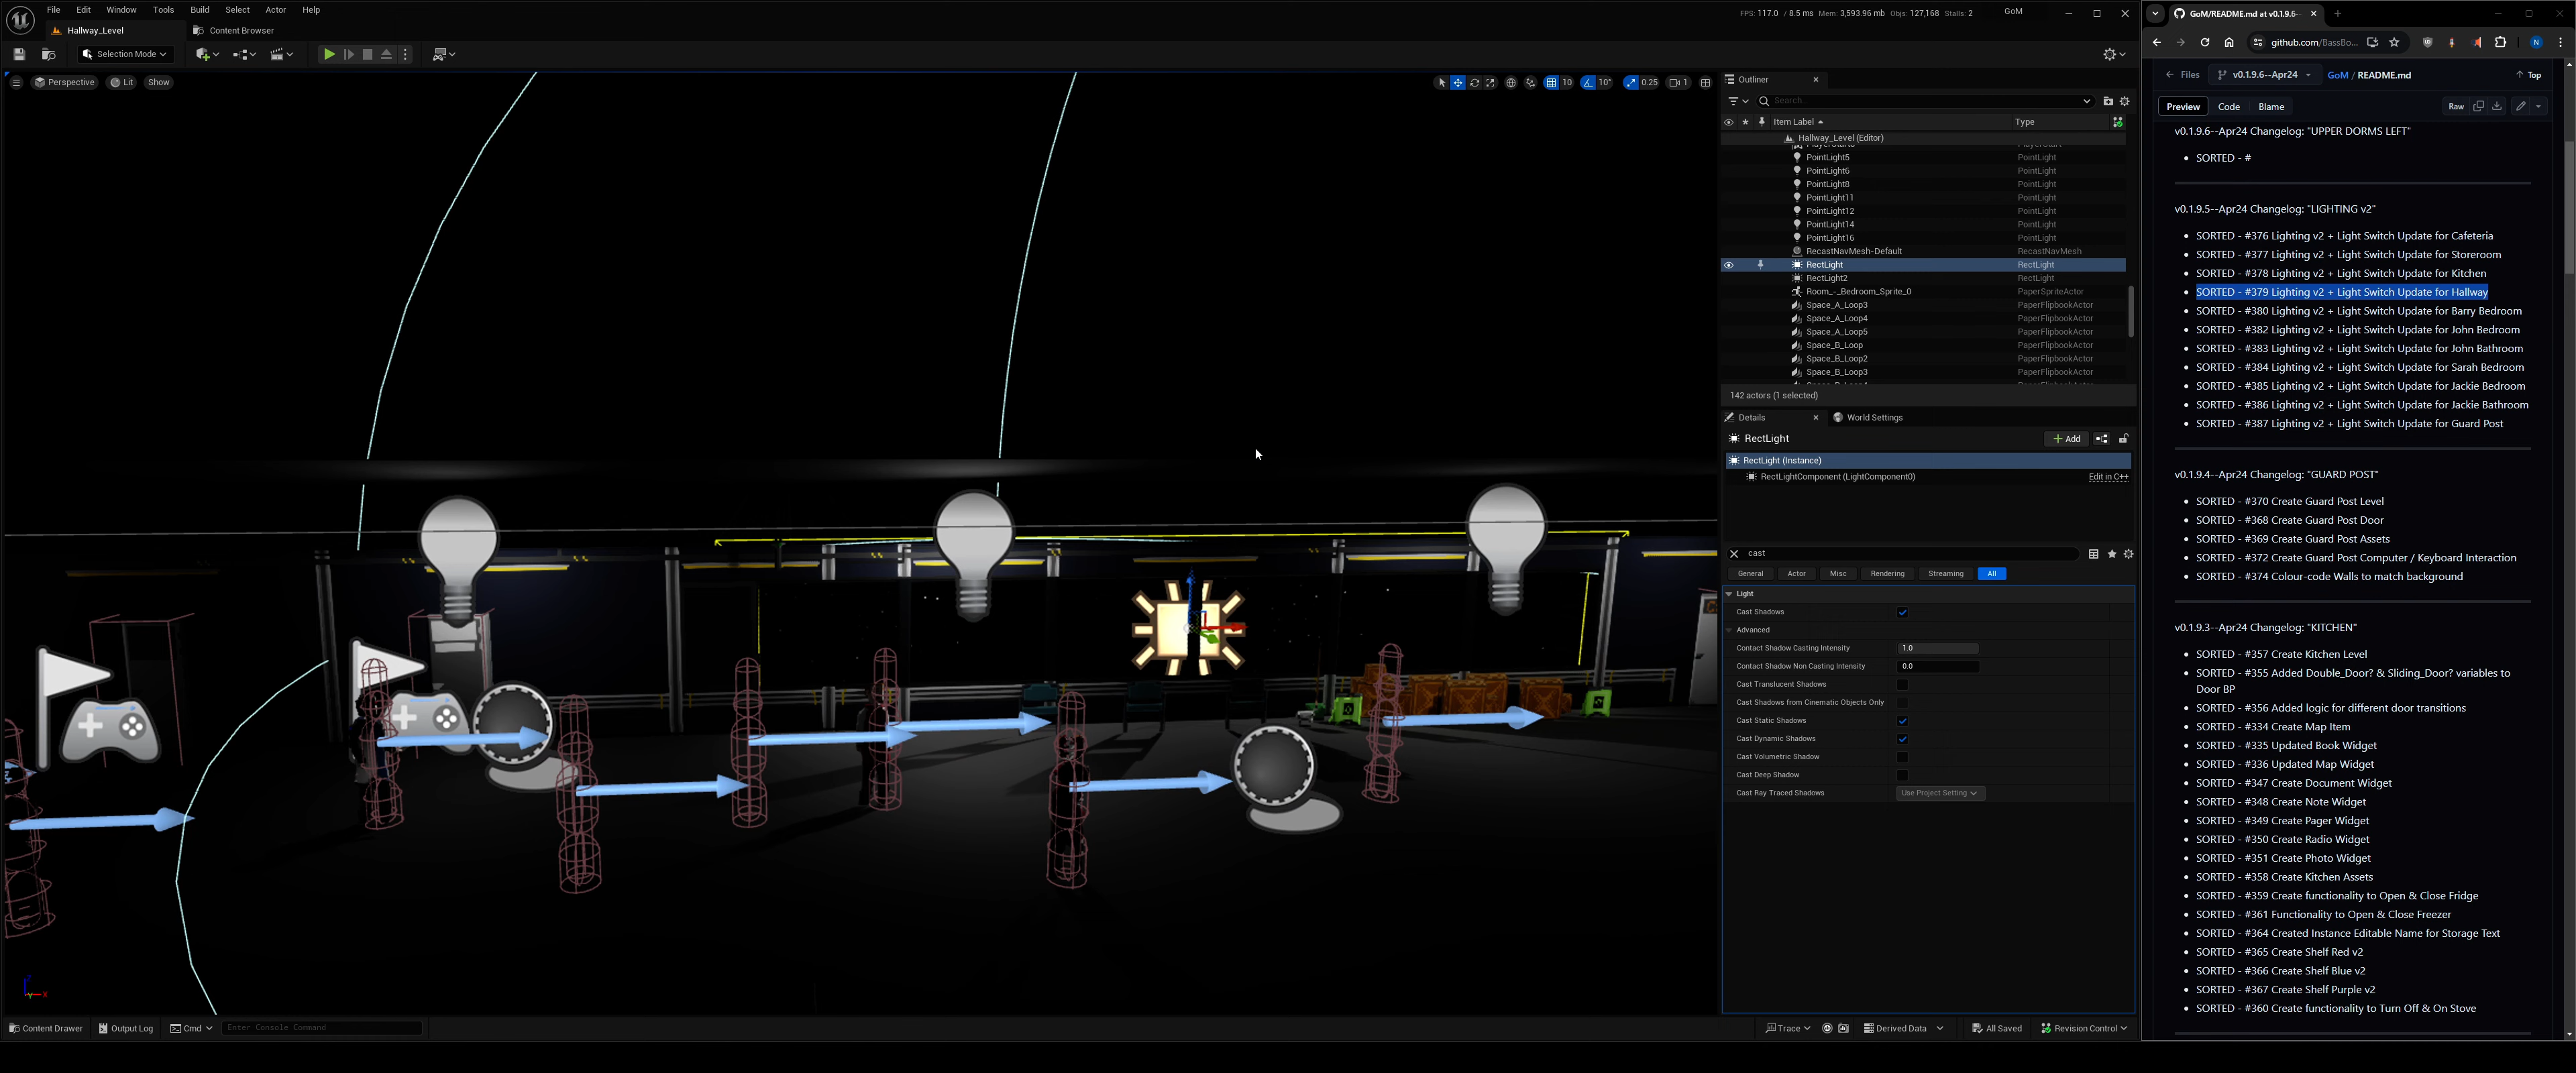 File Edit Window Tools Build Select Actor Help
FPS: 117.0 / 8.5 ms Mem: 3,593.96 mb Objs: 127,168 Stalls: 2
GoM
Hallway_Level
Content Browser
Selection Mode
Perspective
Lit
Show
10
10°
0.25
1
Outliner
Search...
Item Label
Type
Hallway_Level (Editor)
PointLight5 PointLight
PointLight6 PointLight
PointLight8 PointLight
PointLight11 PointLight
PointLight12 PointLight
PointLight14 PointLight
PointLight16 PointLight
RecastNavMesh-Default RecastNavMesh
RectLight RectLight
RectLight2 RectLight
Room_-_Bedroom_Sprite_0 PaperSpriteActor
Space_A_Loop3 PaperFlipbookActor
Space_A_Loop4 PaperFlipbookActor
Space_A_Loop5 PaperFlipbookActor
Space_B_Loop PaperFlipbookActor
Space_B_Loop2 PaperFlipbookActor
Space_B_Loop3 PaperFlipbookActor
142 actors (1 selected)
Details
World Settings
RectLight
Add
RectLight (Instance)
RectLightComponent (LightComponent0)
Edit in C++
cast
General Actor Misc Rendering Streaming All
Light
Cast Shadows
Advanced
Contact Shadow Casting Intensity 1.0
Contact Shadow Non Casting Intensity 0.0
Cast Translucent Shadows
Cast Shadows from Cinematic Objects Only
Cast Static Shadows
Cast Dynamic Shadows
Cast Volumetric Shadow
Cast Deep Shadow
Cast Ray Traced Shadows Use Project Setting
Content Drawer
Output Log
Cmd
Enter Console Command
Trace
Derived Data
All Saved
Revision Control
GoM/README.md at v0.1.9.6-
github.com/BassBo...
N
Files
v0.1.9.6--Apr24
GoM / README.md
Top
Preview Code Blame
Raw
v0.1.9.6--Apr24 Changelog: "UPPER DORMS LEFT"
SORTED - #
v0.1.9.5--Apr24 Changelog: "LIGHTING v2"
SORTED - #376 Lighting v2 + Light Switch Update for Cafeteria
SORTED - #377 Lighting v2 + Light Switch Update for Storeroom
SORTED - #378 Lighting v2 + Light Switch Update for Kitchen
SORTED - #379 Lighting v2 + Light Switch Update for Hallway
SORTED - #380 Lighting v2 + Light Switch Update for Barry Bedroom
SORTED - #382 Lighting v2 + Light Switch Update for John Bedroom
SORTED - #383 Lighting v2 + Light Switch Update for John Bathroom
SORTED - #384 Lighting v2 + Light Switch Update for Sarah Bedroom
SORTED - #385 Lighting v2 + Light Switch Update for Jackie Bedroom
SORTED - #386 Lighting v2 + Light Switch Update for Jackie Bathroom
SORTED - #387 Lighting v2 + Light Switch Update for Guard Post
v0.1.9.4--Apr24 Changelog: "GUARD POST"
SORTED - #370 Create Guard Post Level
SORTED - #368 Create Guard Post Door
SORTED - #369 Create Guard Post Assets
SORTED - #372 Create Guard Post Computer / Keyboard Interaction
SORTED - #374 Colour-code Walls to match background
v0.1.9.3--Apr24 Changelog: "KITCHEN"
SORTED - #357 Create Kitchen Level
SORTED - #355 Added Double_Door? & Sliding_Door? variables to
Door BP
SORTED - #356 Added logic for different door transitions
SORTED - #334 Create Map Item
SORTED - #335 Updated Book Widget
SORTED - #336 Updated Map Widget
SORTED - #347 Create Document Widget
SORTED - #348 Create Note Widget
SORTED - #349 Create Pager Widget
SORTED - #350 Create Radio Widget
SORTED - #351 Create Photo Widget
SORTED - #358 Create Kitchen Assets
SORTED - #359 Create functionality to Open & Close Fridge
SORTED - #361 Functionality to Open & Close Freezer
SORTED - #364 Created Instance Editable Name for Storage Text
SORTED - #365 Create Shelf Red v2
SORTED - #366 Create Shelf Blue v2
SORTED - #367 Create Shelf Purple v2
SORTED - #360 Create functionality to Turn Off & On Stove